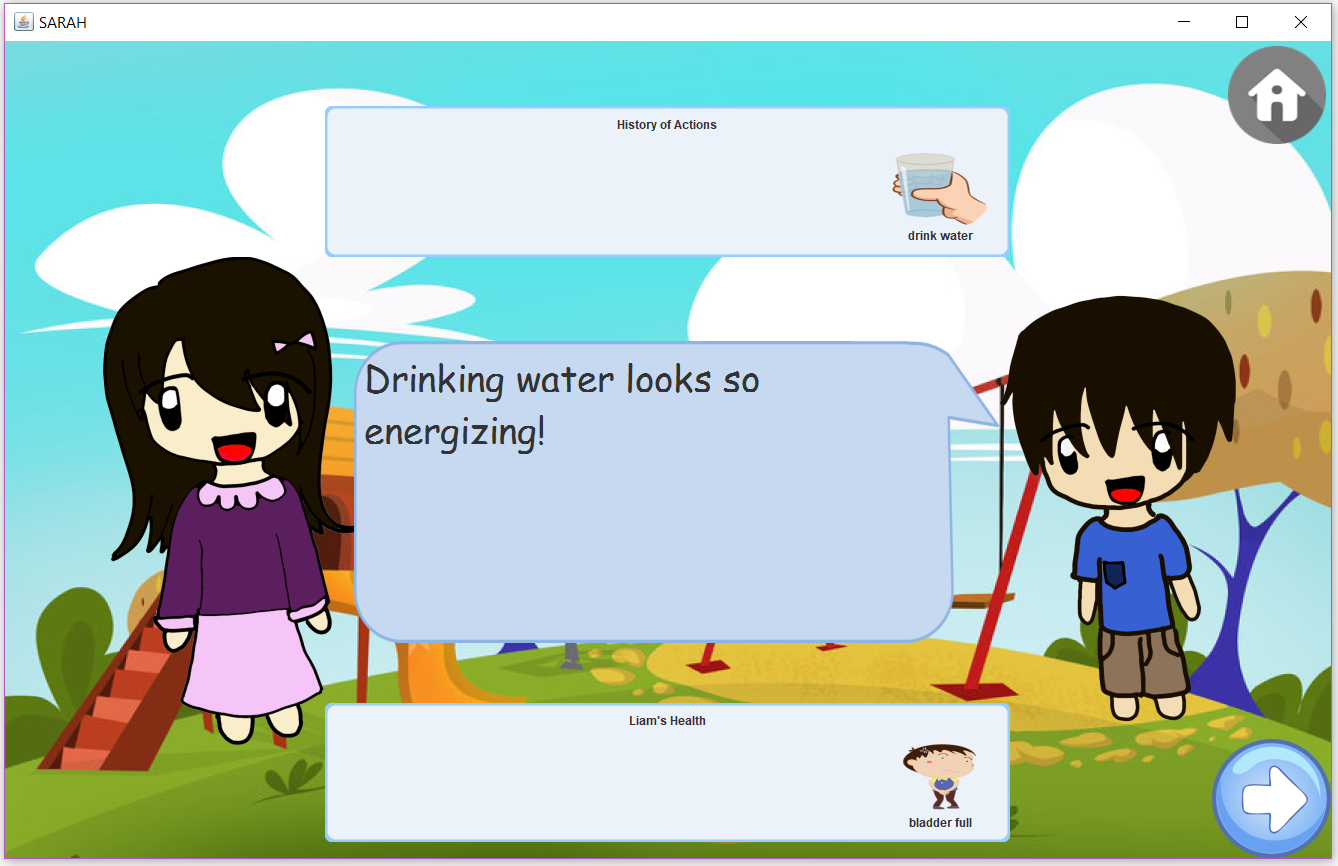 SARAH
History of Actions
drink water
Drinking water looks so
energizing!
Liam's Health
bladder full